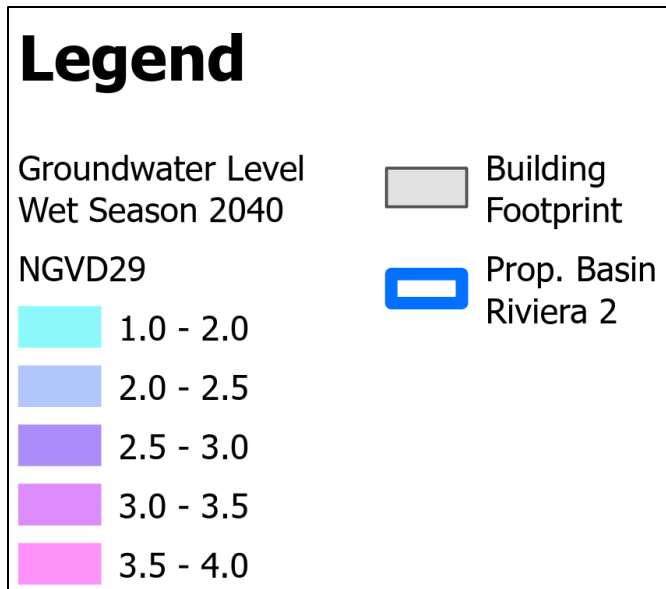 Legend
Groundwater Level
Wet Season 2040
NGVD29
1.0 - 2.0
2.0 - 2.5
2.5 - 3.0
3.0 - 3.5
3.5 - 4.0
Building
Footprint
Prop. Basin
Riviera 2